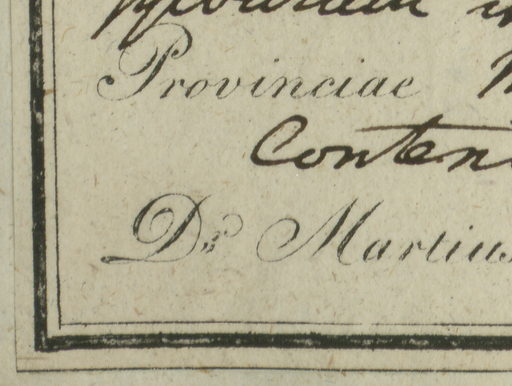 Provinciae
Conten
Dr. Martius